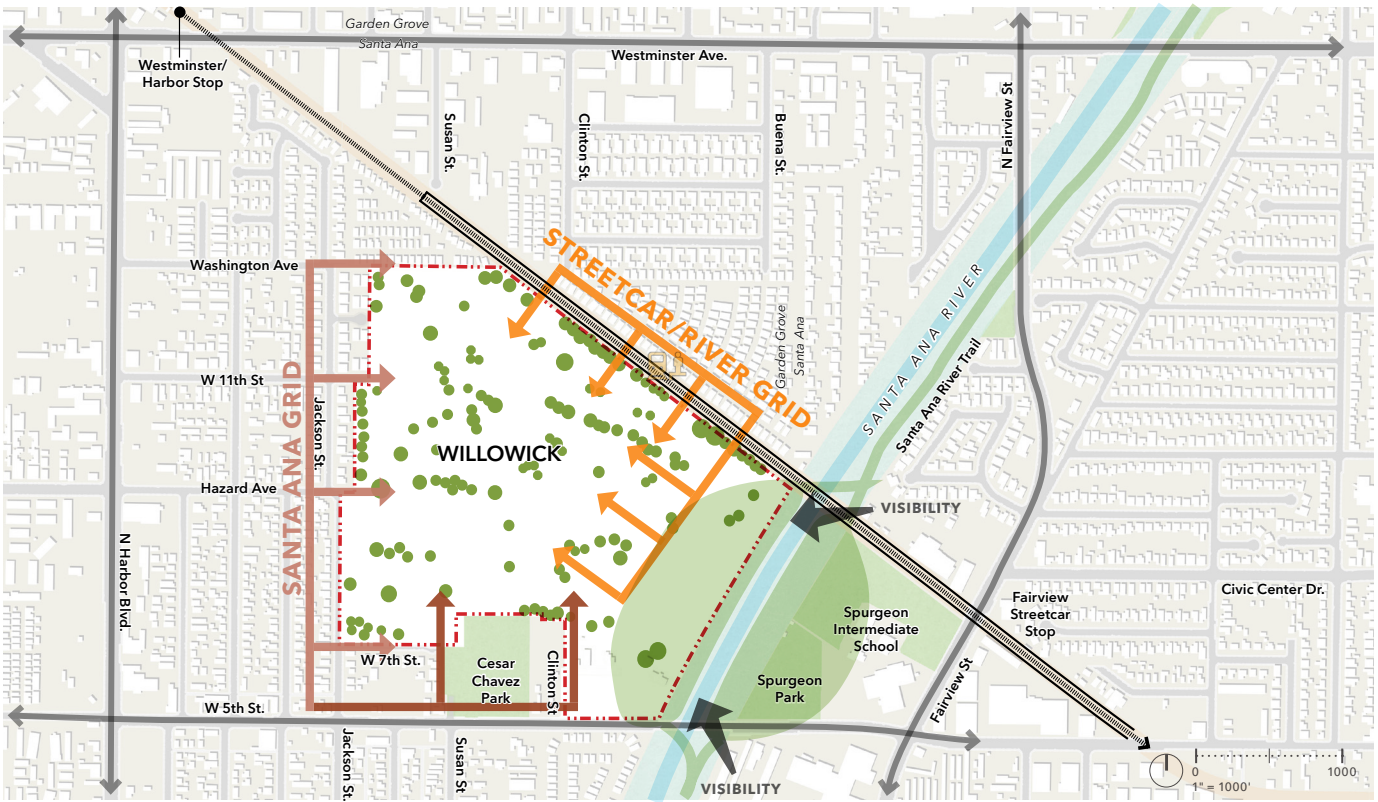 Garden Grove
Santa Ana
Westminster Ave.
Westminster/
Harbor Stop
Susan St.
Clinton St.
Buena St.
N Fairview St
STREETCAR/RIVER GRID
Washington Ave
SANTA ANA RIVER
Santa Ana River Trail
Garden Grove
Santa Ana
W 11th St
Jackson St.
SANTA ANA GRID
WILLOWICK
Hazard Ave
VISIBILITY
N Harbor Blvd.
Civic Center Dr.
Fairview
Streetcar
Stop
Spurgeon
Intermediate
School
W 7th St.
Cesar
Chavez
Park
Clinton St
Spurgeon
Park
Fairview St
W 5th St.
Jackson St.
Susan St.
VISIBILITY
0
1000
1" = 1000'